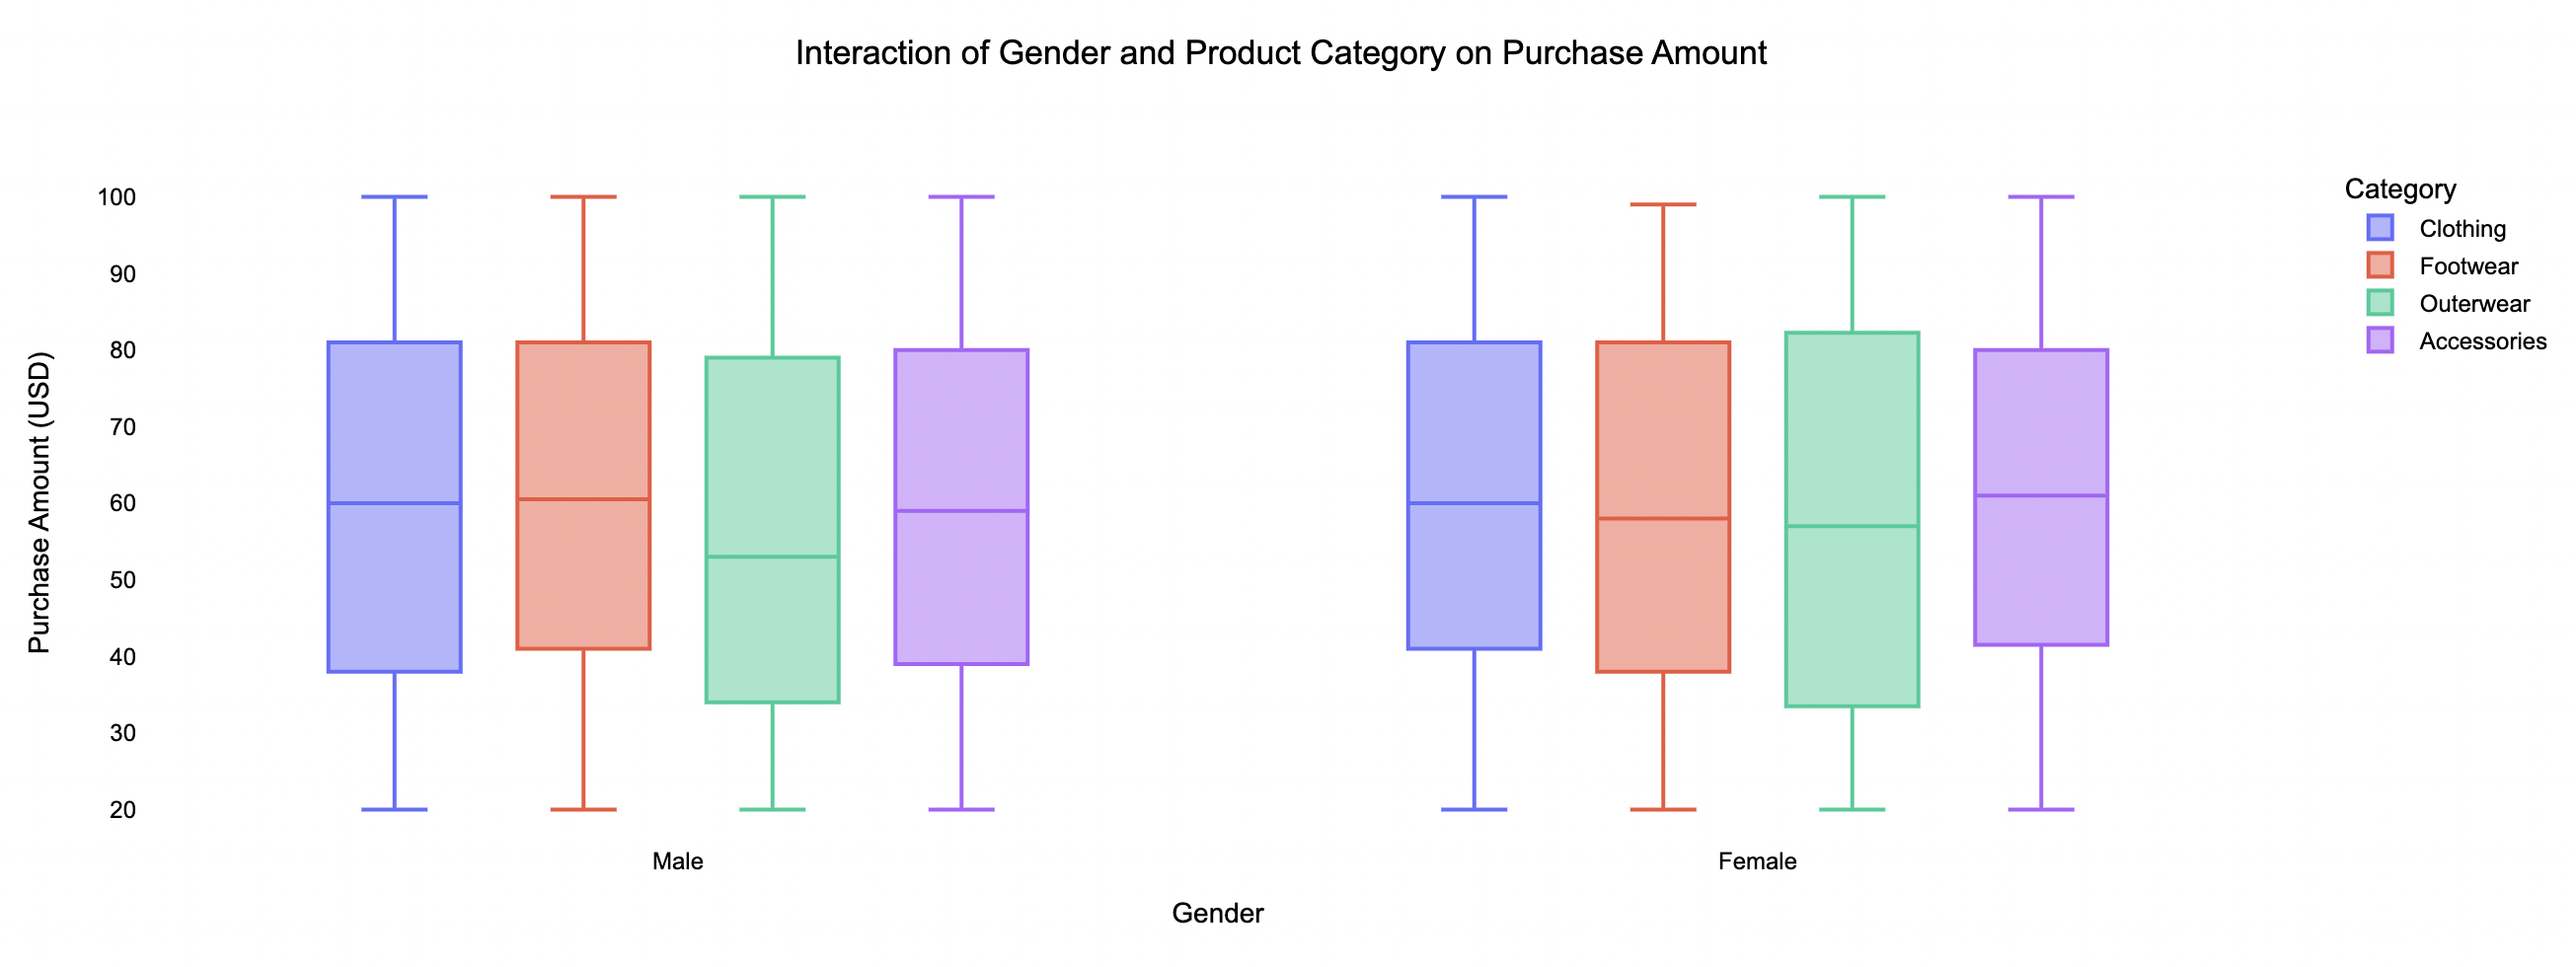 Interaction of Gender and Product Category on Purchase Amount
Purchase Amount (USD)
100
90
80
70
60
50
40
30
20
Male
Female
Gender
Category
Clothing
Footwear
Outerwear
Accessories